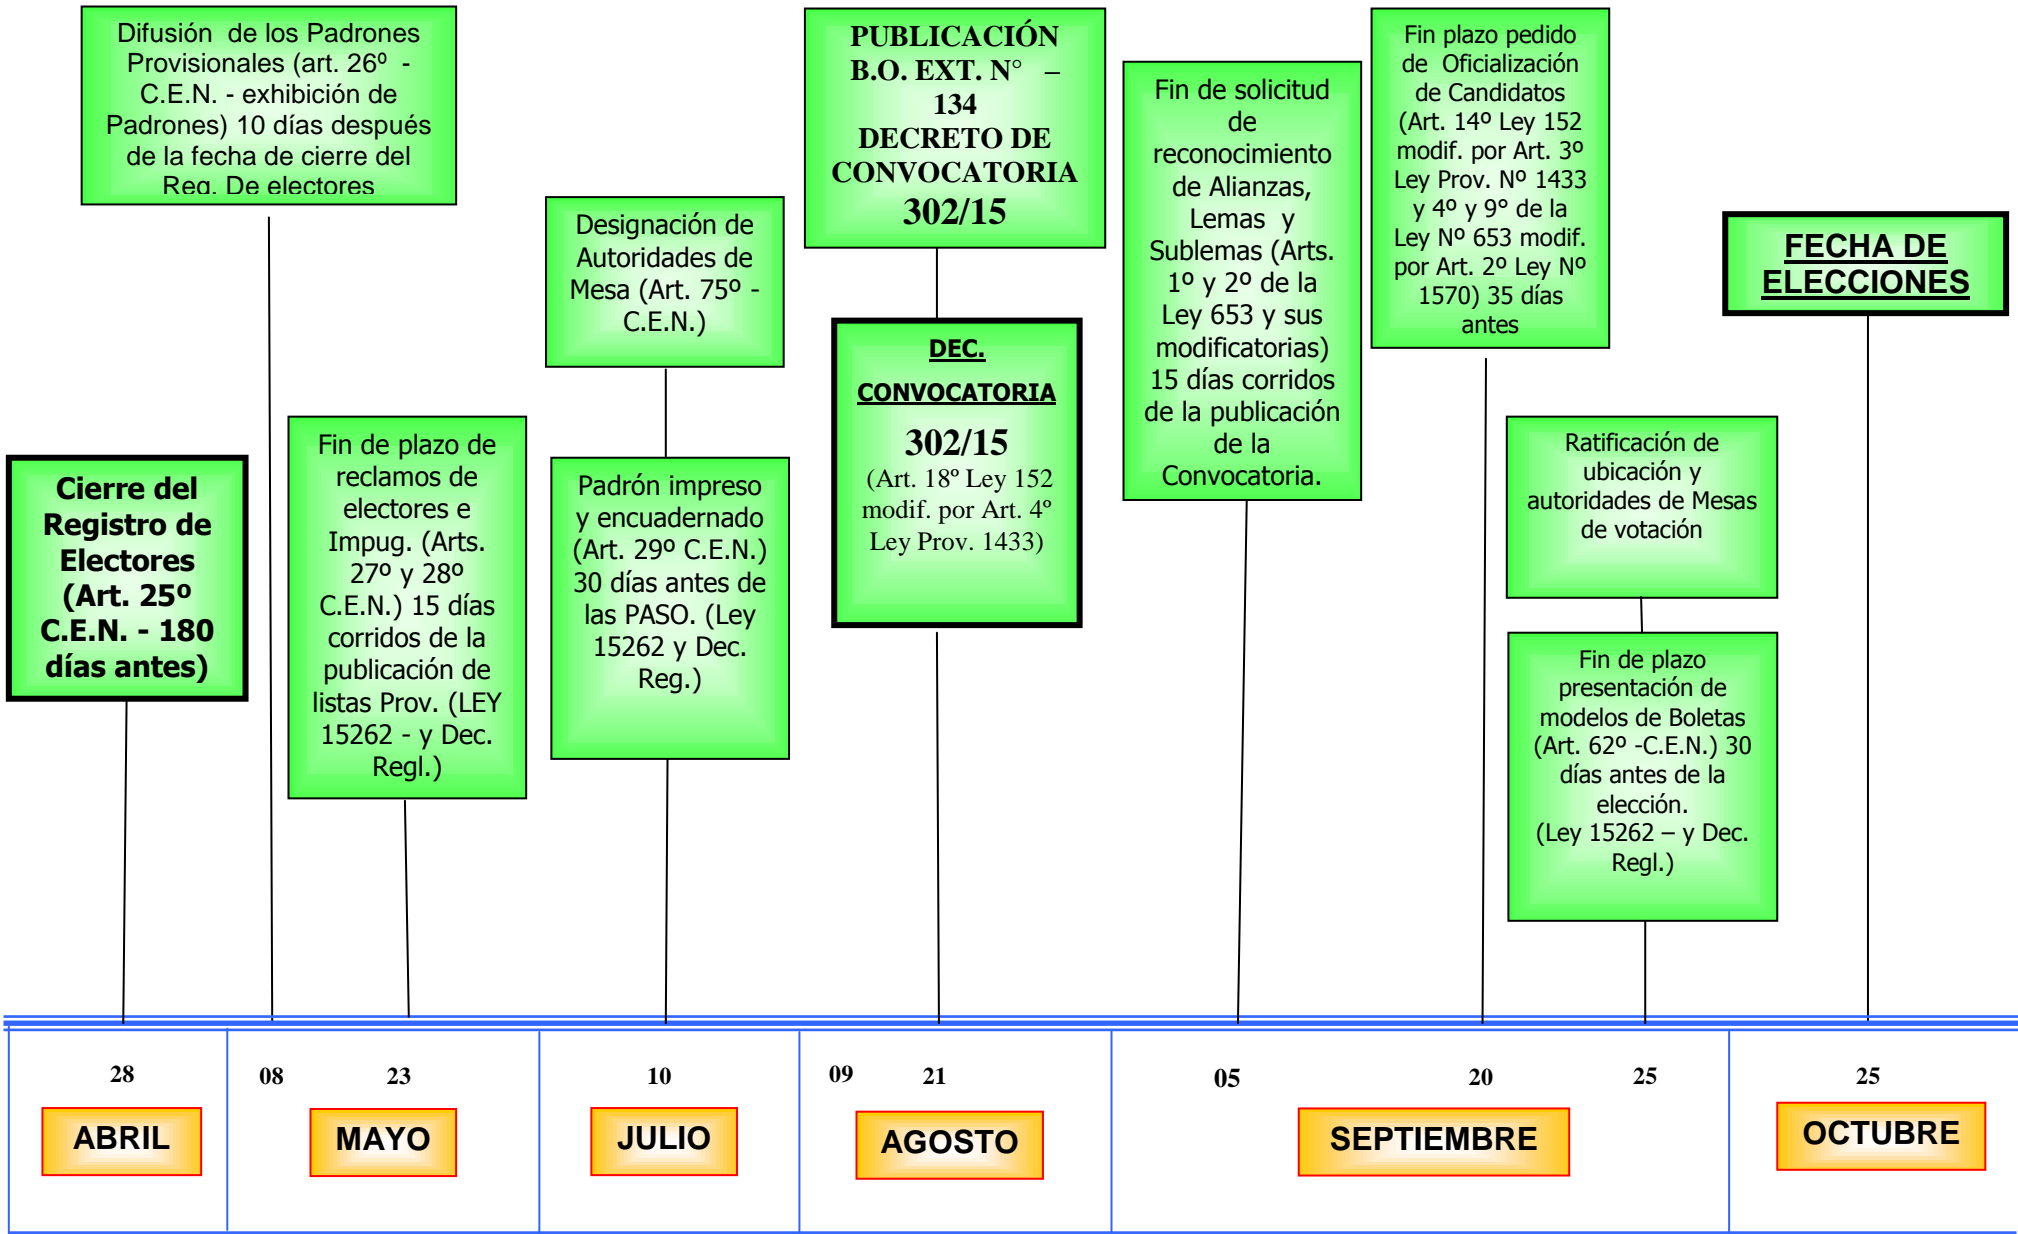 Difusión de los Padrones
Provisionales (art. 26º -
C.E.N. - exhibición de
Padrones) 10 días después
de la fecha de cierre del
Reg. De electores
PUBLICACIÓN
B.O. EXT. N° –
134
DECRETO DE
CONVOCATORIA
302/15
Fin de solicitud
de
reconocimiento
de Alianzas,
Lemas y
Sublemas (Arts.
1º y 2º de la
Ley 653 y sus
modificatorias)
15 días corridos
de la publicación
de la
Convocatoria.
Fin plazo pedido
de Oficialización
de Candidatos
(Art. 14º Ley 152
modif. por Art. 3º
Ley Prov. Nº 1433
y 4º y 9° de la
Ley Nº 653 modif.
por Art. 2º Ley Nº
1570) 35 días
antes
FECHA DE
ELECCIONES
Designación de
Autoridades de
Mesa (Art. 75º -
C.E.N.)
DEC.
CONVOCATORIA
302/15
(Art. 18º Ley 152
modif. por Art. 4º
Ley Prov. 1433)
Cierre del
Registro de
Electores
(Art. 25º
C.E.N. - 180
días antes)
Fin de plazo de
reclamos de
electores e
Impug. (Arts.
27º y 28º
C.E.N.) 15 días
corridos de la
publicación de
listas Prov. (LEY
15262 - y Dec.
Regl.)
Padrón impreso
y encuadernado
(Art. 29º C.E.N.)
30 días antes de
las PASO. (Ley
15262 y Dec.
Reg.)
Ratificación de
ubicación y
autoridades de Mesas
de votación
Fin de plazo
presentación de
modelos de Boletas
(Art. 62º -C.E.N.) 30
días antes de la
elección.
(Ley 15262 – y Dec.
Regl.)
28 08 23 10 09 21 05 20 25 25
ABRIL MAYO JULIO AGOSTO SEPTIEMBRE OCTUBRE